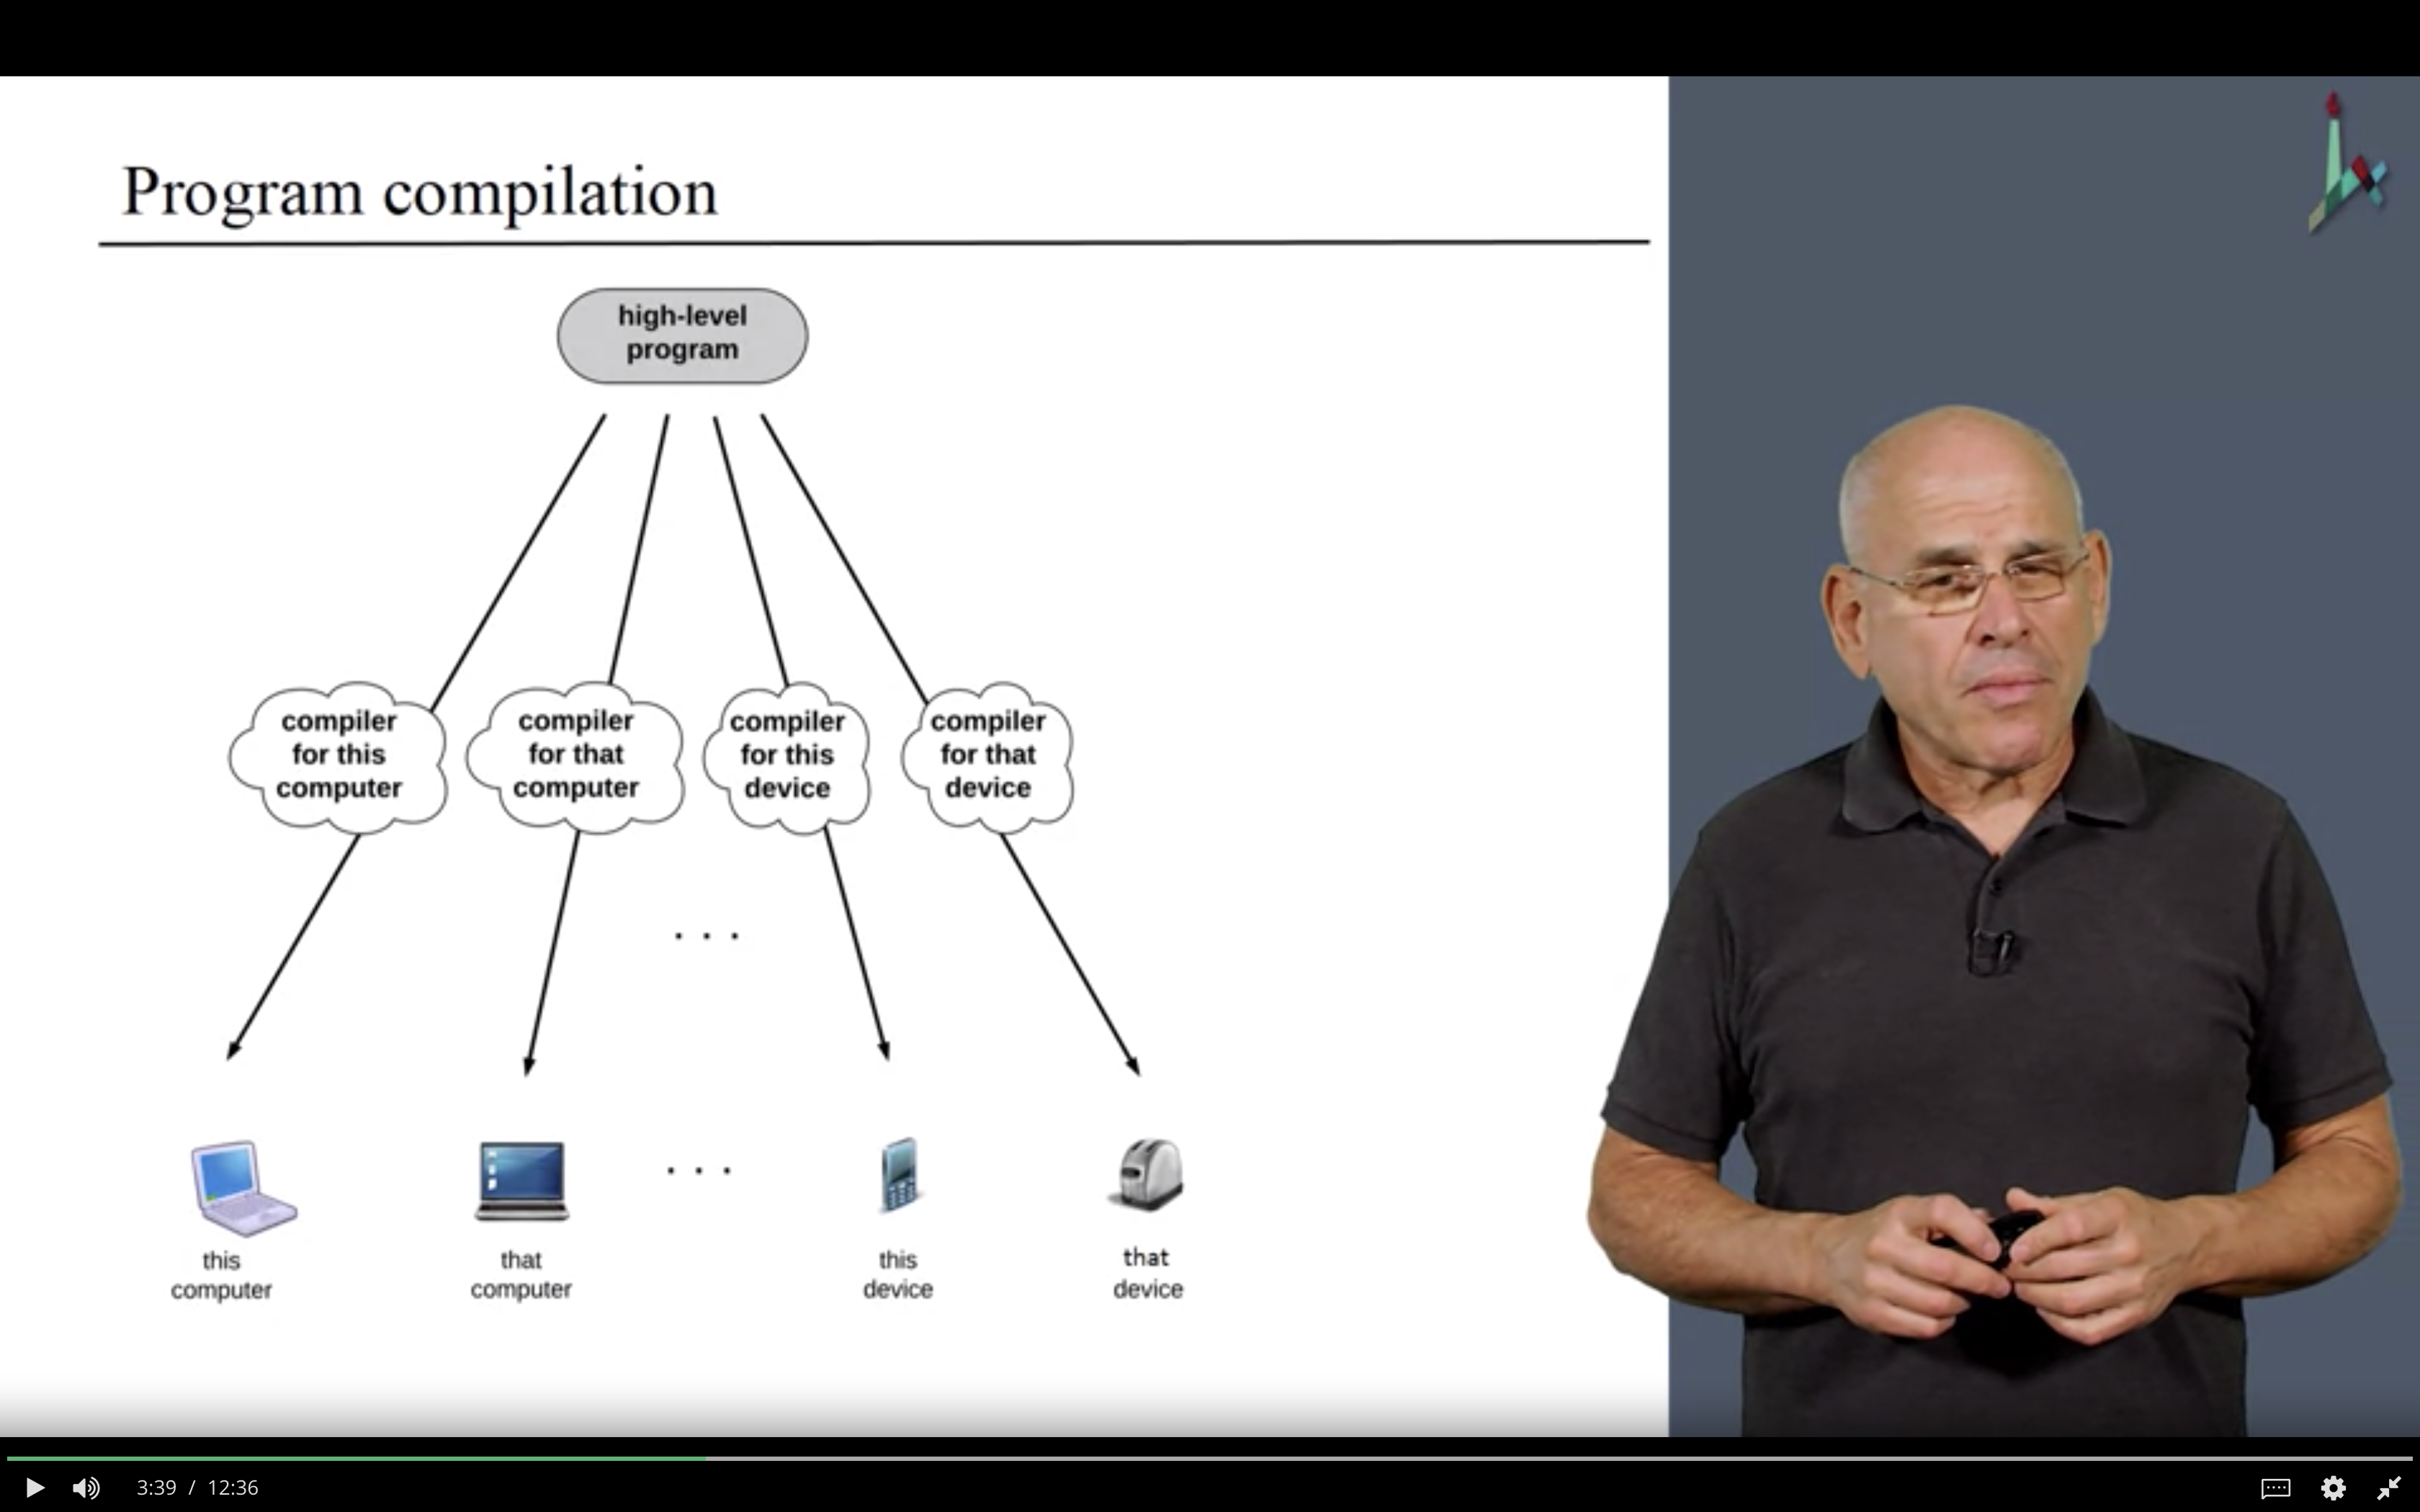 Program compilation
high-level
program
compiler
for this
computer
compiler
for that
computer
compiler
for this
device
compiler
for that
device
. . .
. . .
this
computer
that
computer
this
device
that
device
3:39 / 12:36